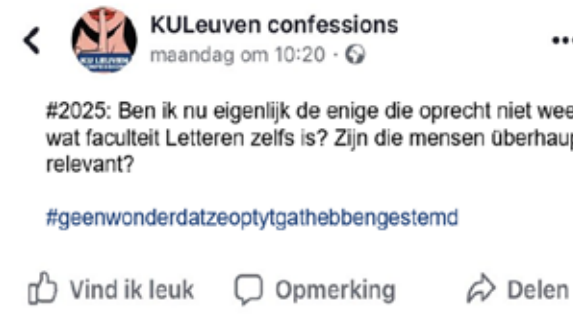 KULeuven confessions
maandag om 10:20 ·
#2025: Ben ik nu eigenlijk de enige die oprecht niet wee
wat faculteit Letteren zelfs is? Zijn die mensen überhaup
relevant?
#geenwonderdatzeoptytgathebbengestemd
Vind ik leuk
Opmerking
Delen